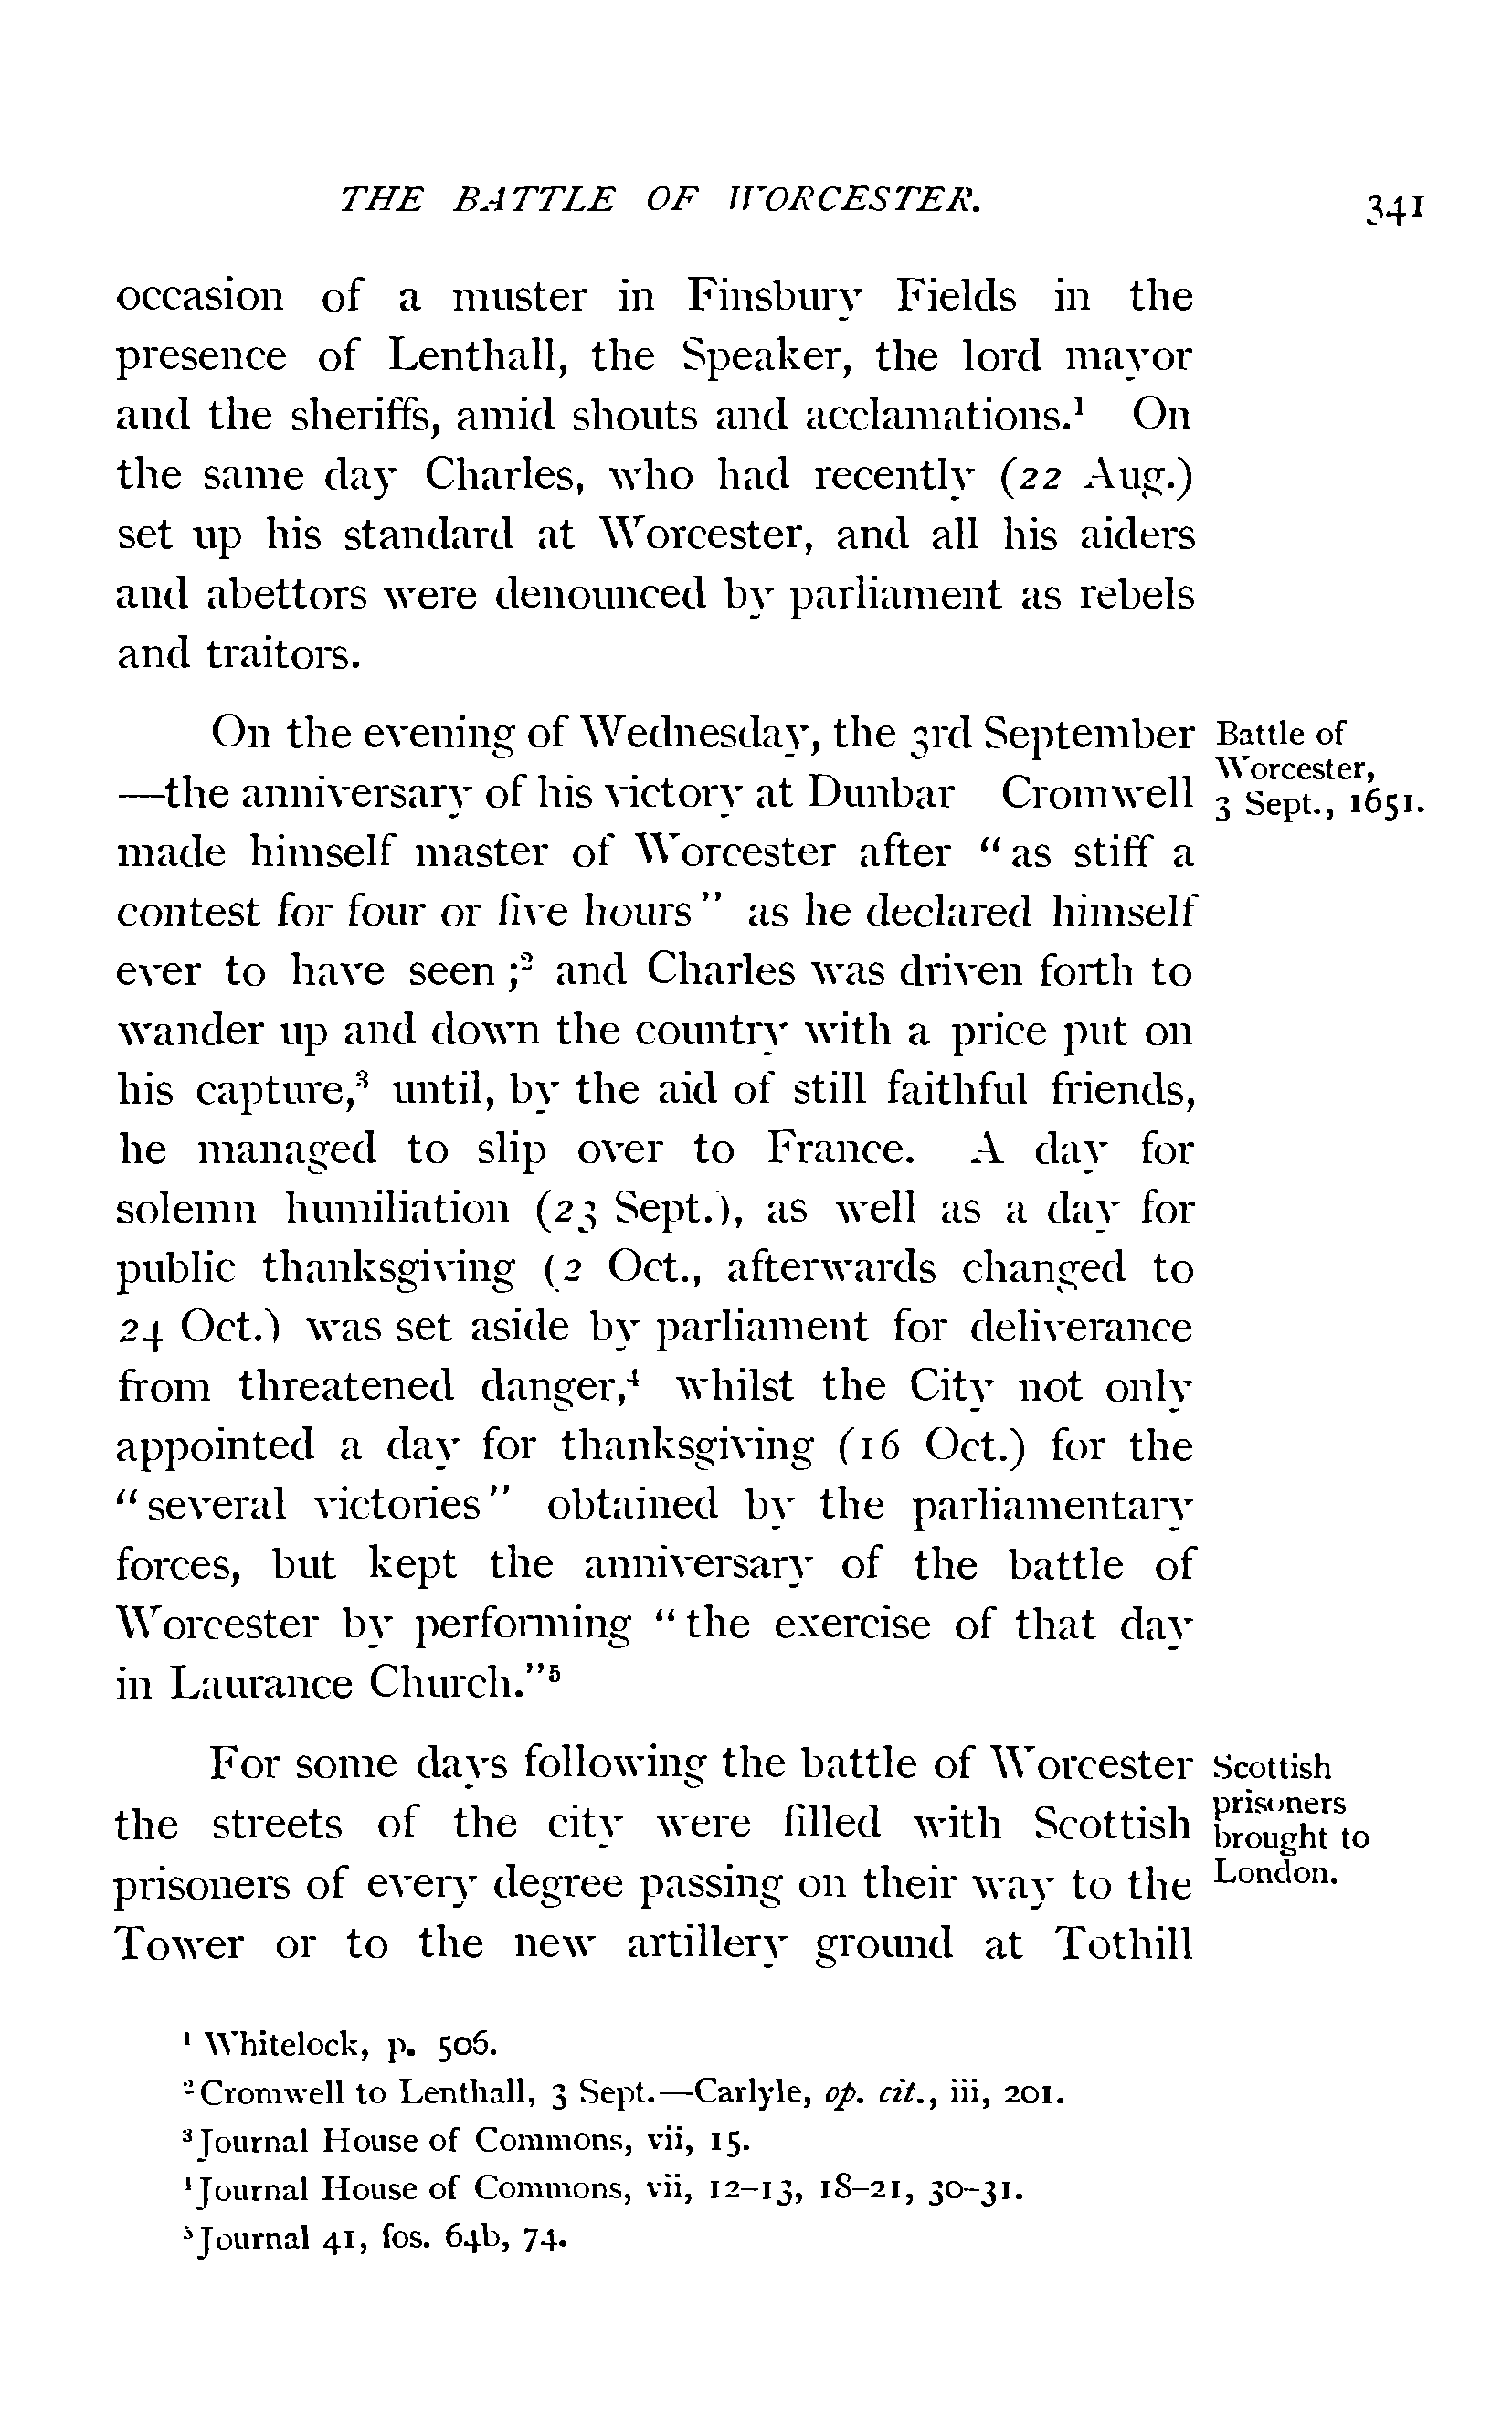 THE BATTLE OF WORCESTER. 341
occasion of a muster in Finsbury Fields in the
presence of Lenthall, the Speaker, the lord mayor
and the sheriffs, amid shouts and acclamations.¹ On
the same day Charles, who had recently (22 Aug.)
set up his standard at Worcester, and all his aiders
and abettors were denounced by parliament as rebels
and traitors.
On the evening of Wednesday, the 3rd September
—the anniversary of his victory at Dunbar Cromwell
made himself master of Worcester after "as stiff a
contest for four or five hours" as he declared himself
ever to have seen;² and Charles was driven forth to
wander up and down the country with a price put on
his capture,³ until, by the aid of still faithful friends,
he managed to slip over to France. A day for
solemn humiliation (23 Sept.), as well as a day for
public thanksgiving (2 Oct., afterwards changed to
24 Oct.) was set aside by parliament for deliverance
from threatened danger,⁴ whilst the City not only
appointed a day for thanksgiving (16 Oct.) for the
"several victories" obtained by the parliamentary
forces, but kept the anniversary of the battle of
Worcester by performing "the exercise of that day
in Laurance Church."⁵
Battle of
Worcester,
3 Sept., 1651.
For some days following the battle of Worcester
the streets of the city were filled with Scottish
prisoners of every degree passing on their way to the
Tower or to the new artillery ground at Tothill
Scottish
prisoners
brought to
London.
¹ Whitelock, p. 506.
² Cromwell to Lenthall, 3 Sept.—Carlyle, op. cit., iii, 201.
³ Journal House of Commons, vii, 15.
⁴ Journal House of Commons, vii, 12–13, 18–21, 30–31.
⁵ Journal 41, fos. 64b, 74.